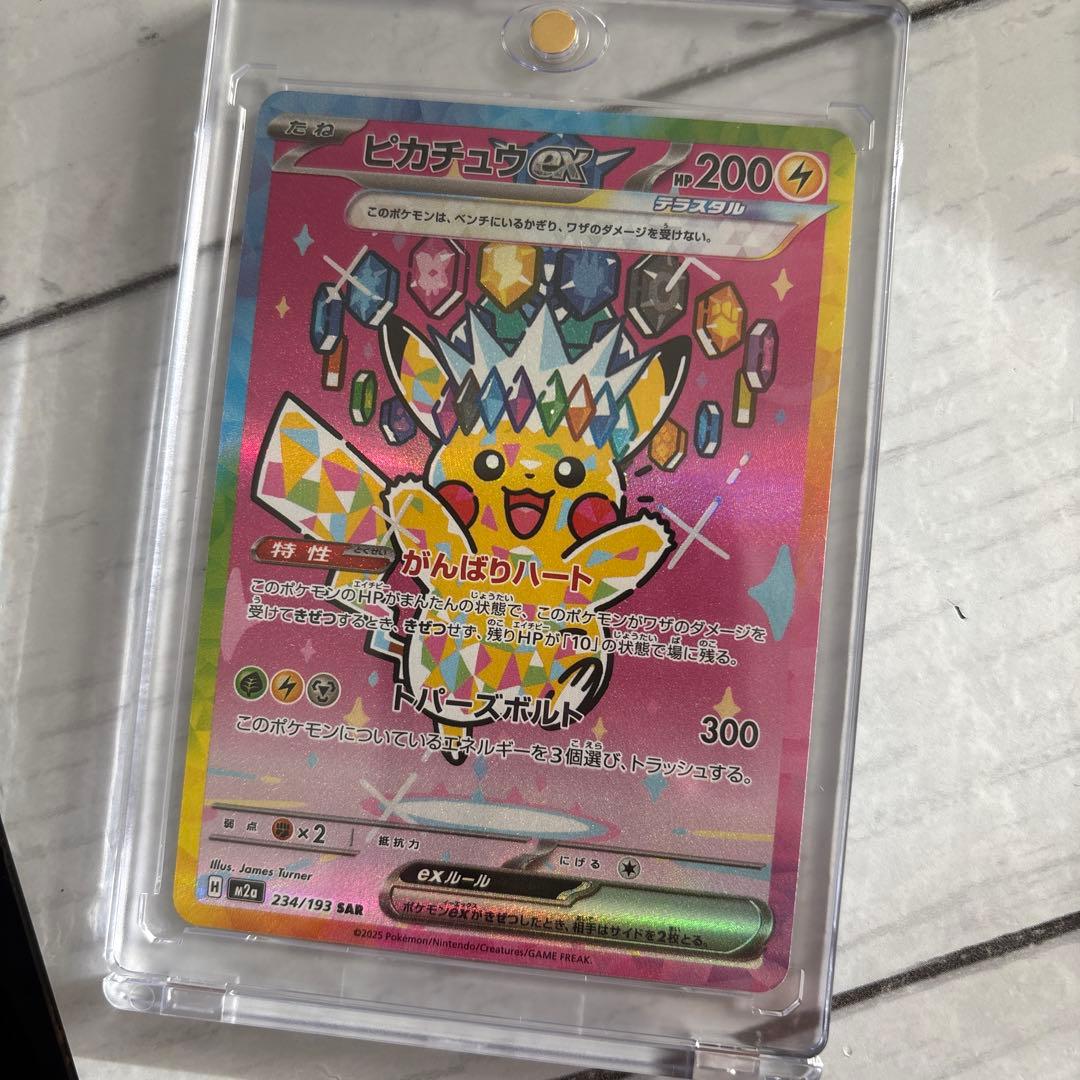 たね
ピカチュウex
HP200
テラスタル
このポケモンは、ベンチにいるかぎり、ワザのダメージを受けない。
特性 とくせい
がんばりハート
このポケモンのHPがまんたんの状態で、このポケモンがワザのダメージを
受けてきぜつするとき、きぜつせず、残りHPが「10」の状態で場に残る。
トパーズボルト 300
このポケモンについているエネルギーを3個選び、トラッシュする。
弱点 ×2 抵抗力 にげる
Illus. James Turner
H m2a 234/193 SAR
exルール
ポケモンexがきぜつしたとき、相手はサイドを2枚とる。
©2025 Pokémon/Nintendo/Creatures/GAME FREAK.